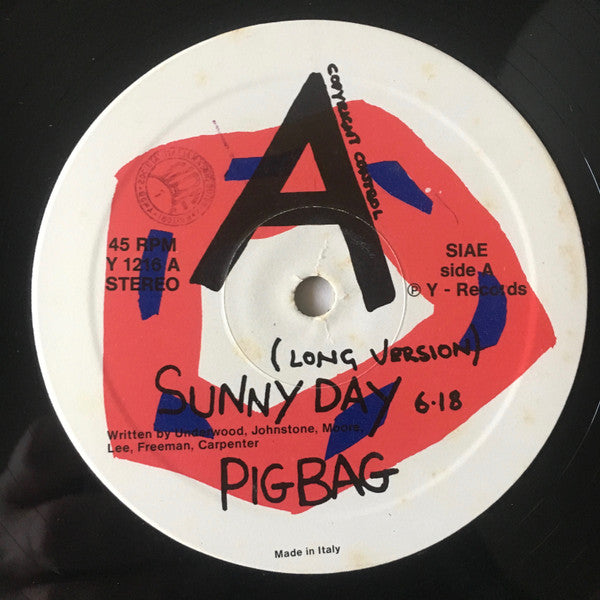 A
COPYRIGHT CONTROL
45 RPM
Y 1216 A
STEREO
SIAE
side A
℗ Y - Records
(LONG VERSION)
SUNNY DAY 6.18
Written by Underwood, Johnstone, Moore,
Lee, Freeman, Carpenter
PIGBAG
Made in Italy